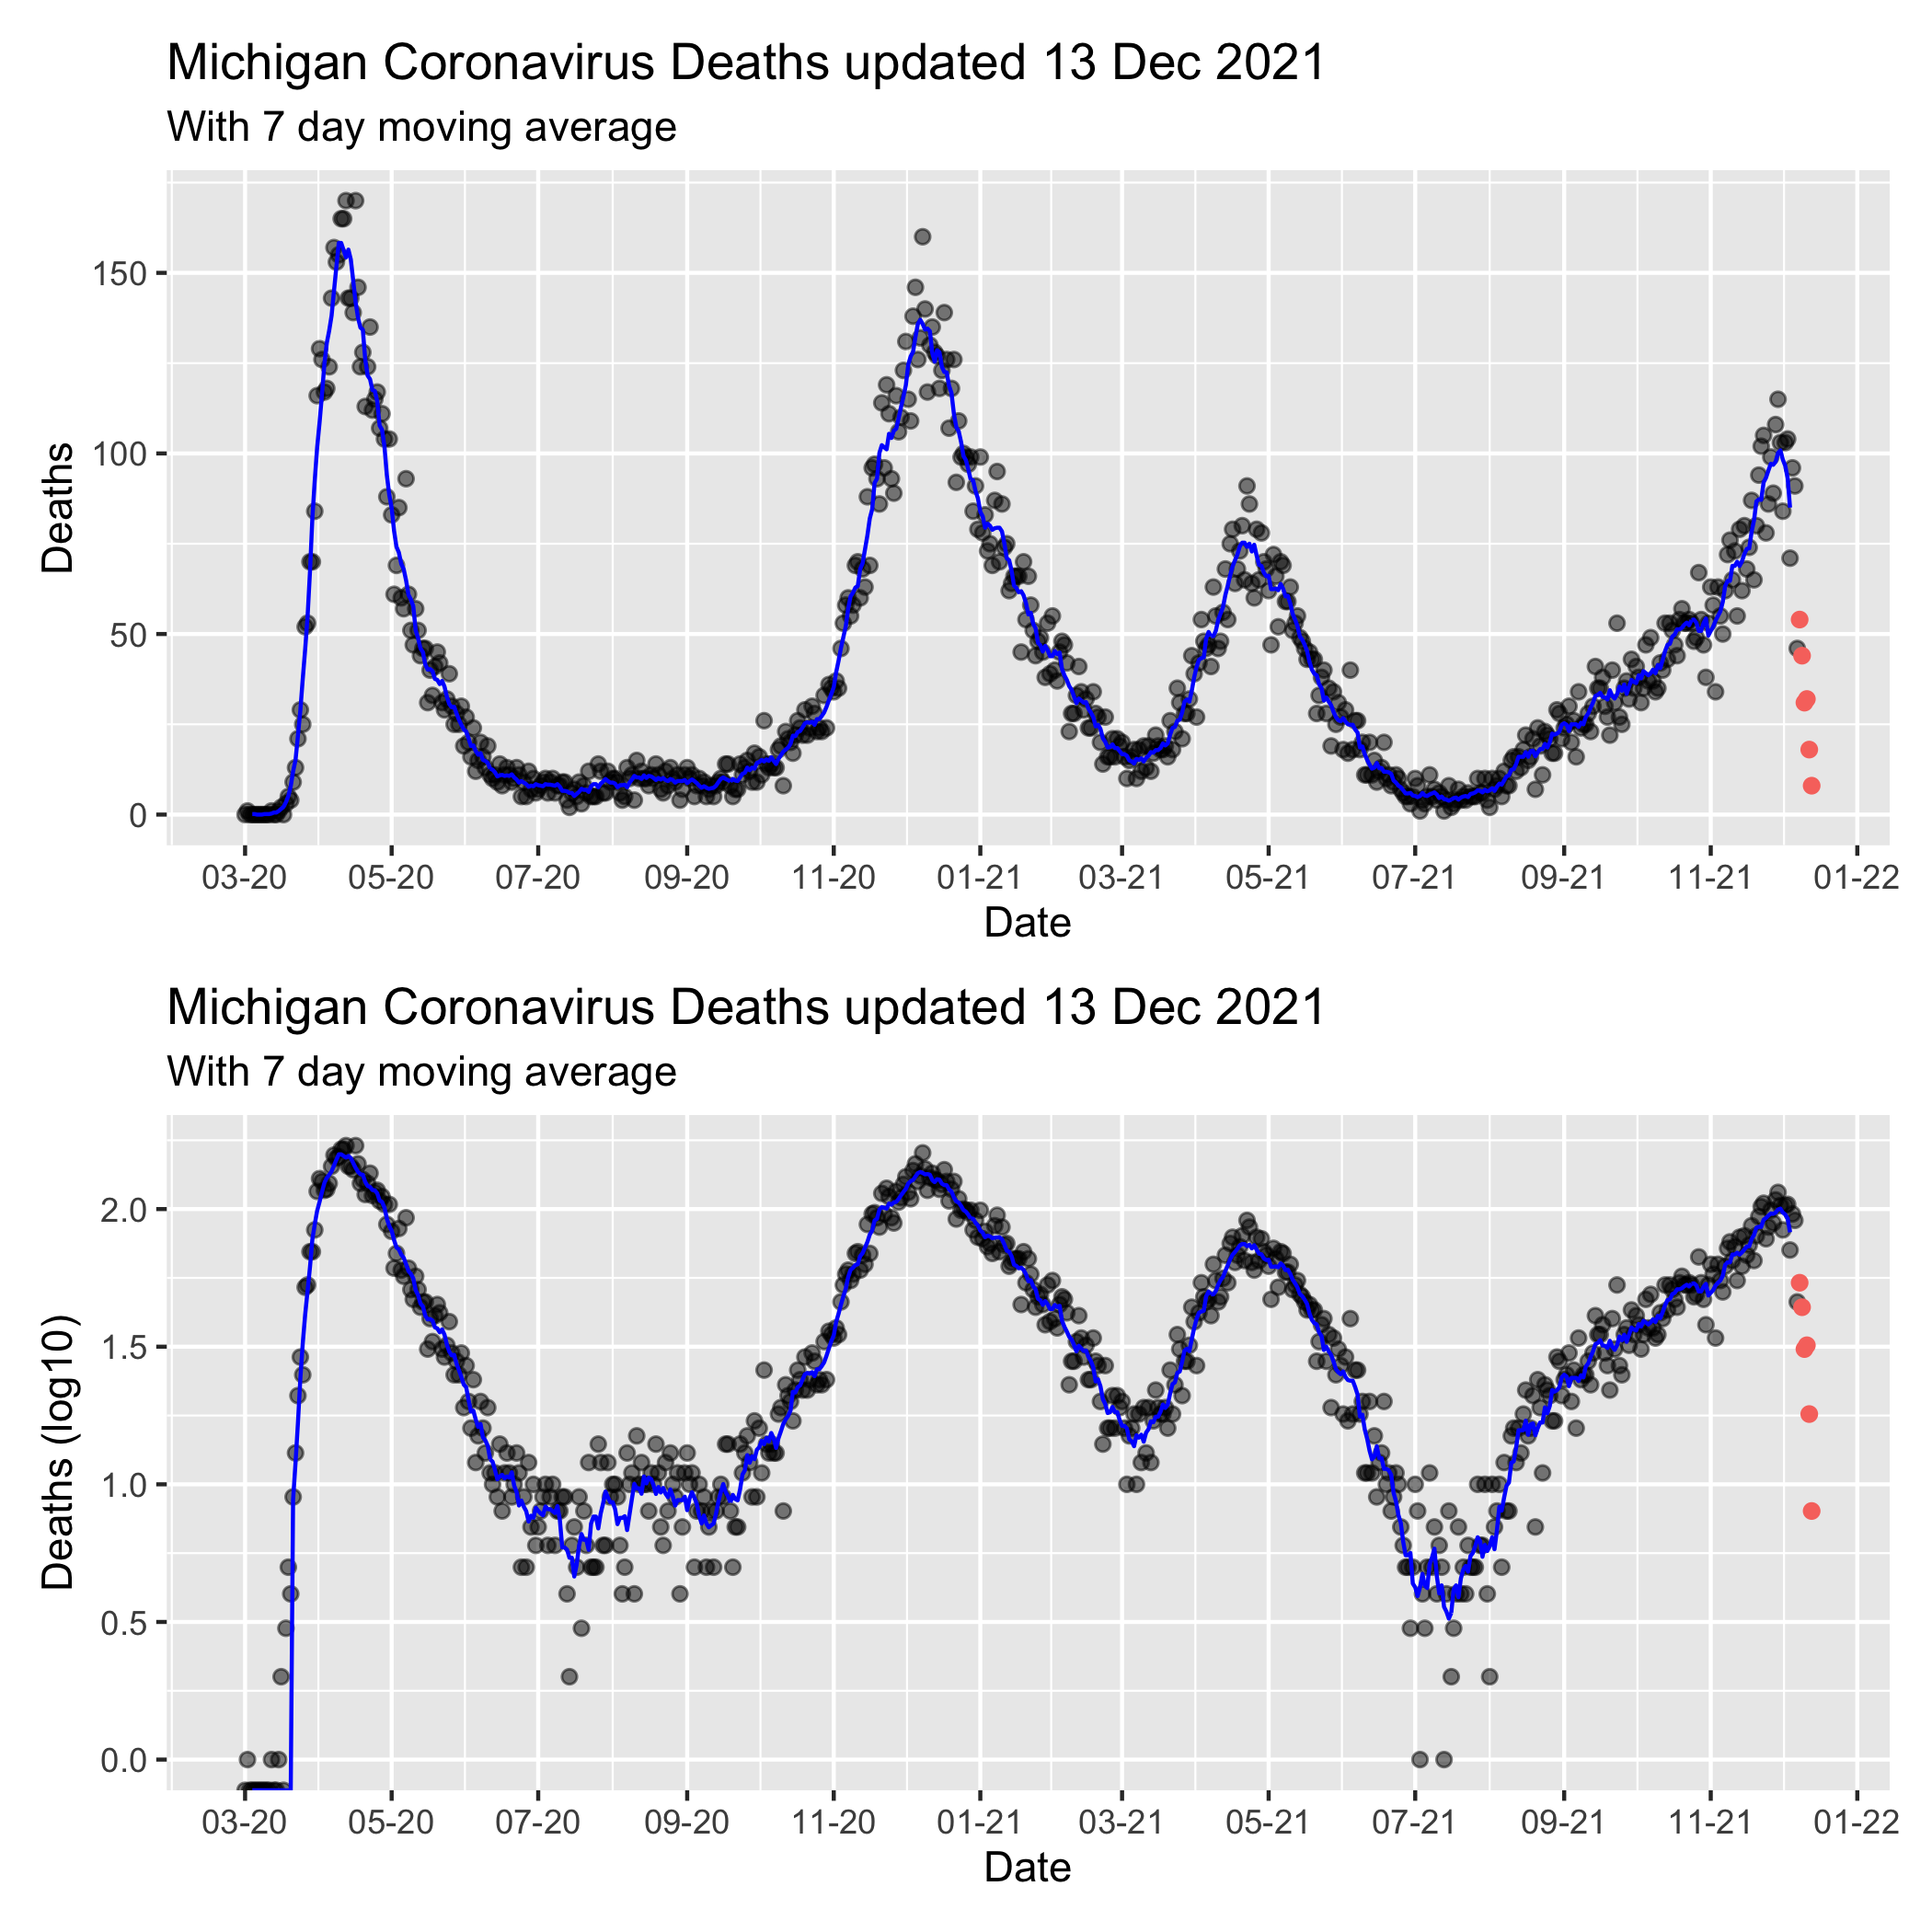 Michigan Coronavirus Deaths updated 13 Dec 2021
With 7 day moving average
Deaths
150
100
50
0
03-20 05-20 07-20 09-20 11-20 01-21 03-21 05-21 07-21 09-21 11-21 01-22
Date
Michigan Coronavirus Deaths updated 13 Dec 2021
With 7 day moving average
Deaths (log10)
2.0
1.5
1.0
0.5
0.0
03-20 05-20 07-20 09-20 11-20 01-21 03-21 05-21 07-21 09-21 11-21 01-22
Date